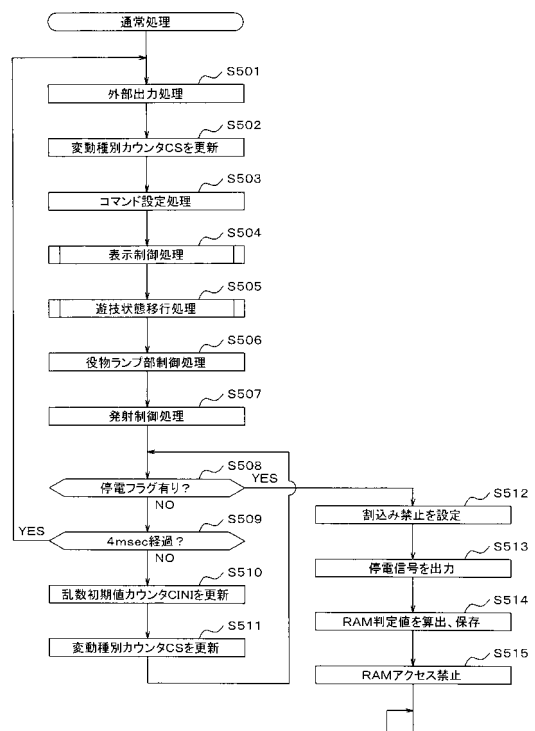 通常処理
S501
外部出力処理
S502
変動種別カウンタCSを更新
S503
コマンド設定処理
S504
表示制御処理
S505
遊技状態移行処理
S506
役物ランプ部制御処理
S507
発射制御処理
S508
停電フラグ有り？
YES
NO
S509
4msec経過？
YES
NO
S510
乱数初期値カウンタCINIを更新
S511
変動種別カウンタCSを更新
S512
割込み禁止を設定
S513
停電信号を出力
S514
RAM判定値を算出、保存
S515
RAMアクセス禁止